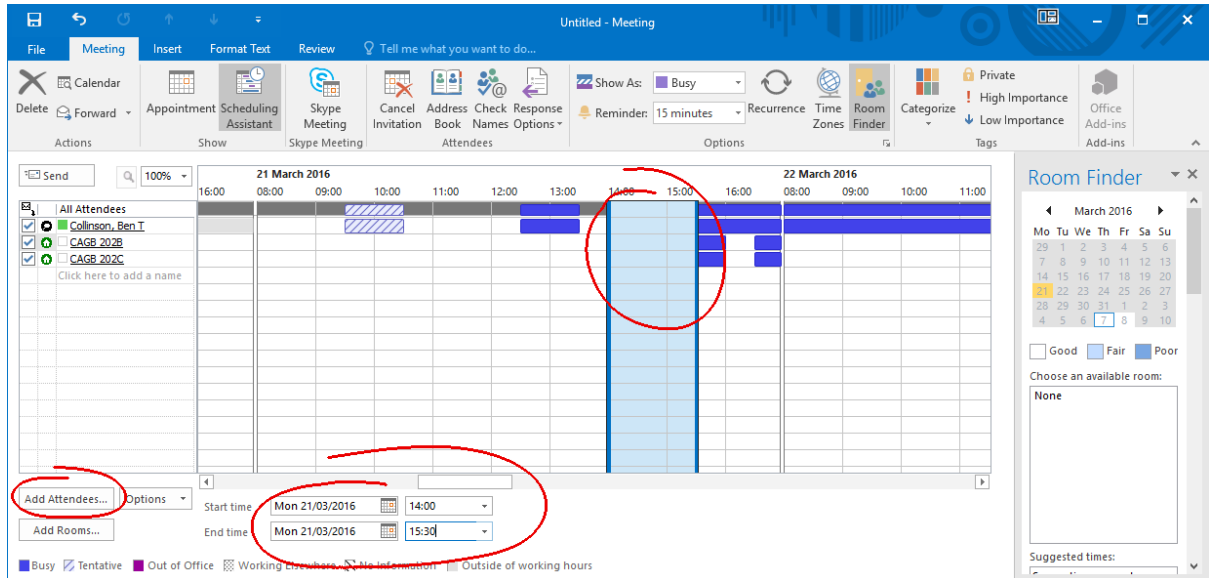 Untitled - Meeting
File Meeting Insert Format Text Review Tell me what you want to do...
Delete
Calendar
Forward
Actions
Appointment Scheduling Assistant
Show
Skype Meeting
Skype Meeting
Cancel Invitation Address Book Check Names Response Options
Attendees
Show As: Busy
Reminder: 15 minutes
Recurrence Time Zones Room Finder
Options
Categorize
Private
High Importance
Low Importance
Tags
Office Add-ins
Add-ins
Send 100%
21 March 2016 22 March 2016
16:00 08:00 09:00 10:00 11:00 12:00 13:00 14:00 15:00 16:00 08:00 09:00 10:00 11:00
All Attendees
Collinson, Ben T
CAGB 202B
CAGB 202C
Click here to add a name
Add Attendees... Options
Add Rooms...
Start time Mon 21/03/2016 14:00
End time Mon 21/03/2016 15:30
Busy Tentative Out of Office Working Elsewhere No Information Outside of working hours
Room Finder
March 2016
Mo Tu We Th Fr Sa Su
29 1 2 3 4 5 6
7 8 9 10 11 12 13
14 15 16 17 18 19 20
21 22 23 24 25 26 27
28 29 30 31 1 2 3
4 5 6 7 8 9 10
Good Fair Poor
Choose an available room:
None
Suggested times: